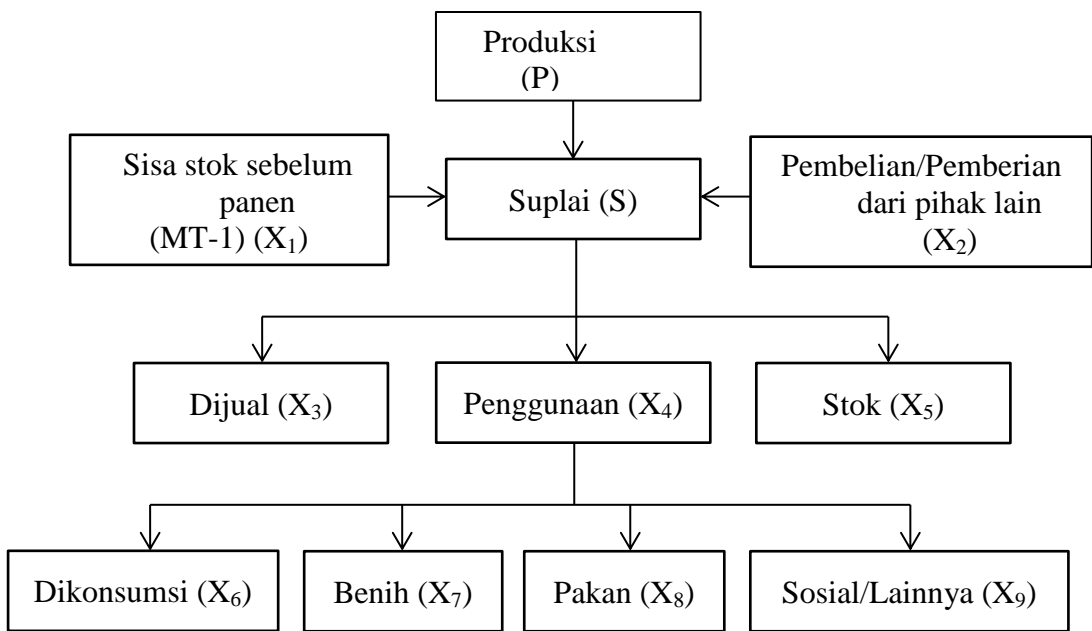 Produksi
(P)
Sisa stok sebelum
panen
(MT-1) (X₁)
Suplai (S)
Pembelian/Pemberian
dari pihak lain
(X₂)
Dijual (X₃)
Penggunaan (X₄)
Stok (X₅)
Dikonsumsi (X₆)
Benih (X₇)
Pakan (X₈)
Sosial/Lainnya (X₉)